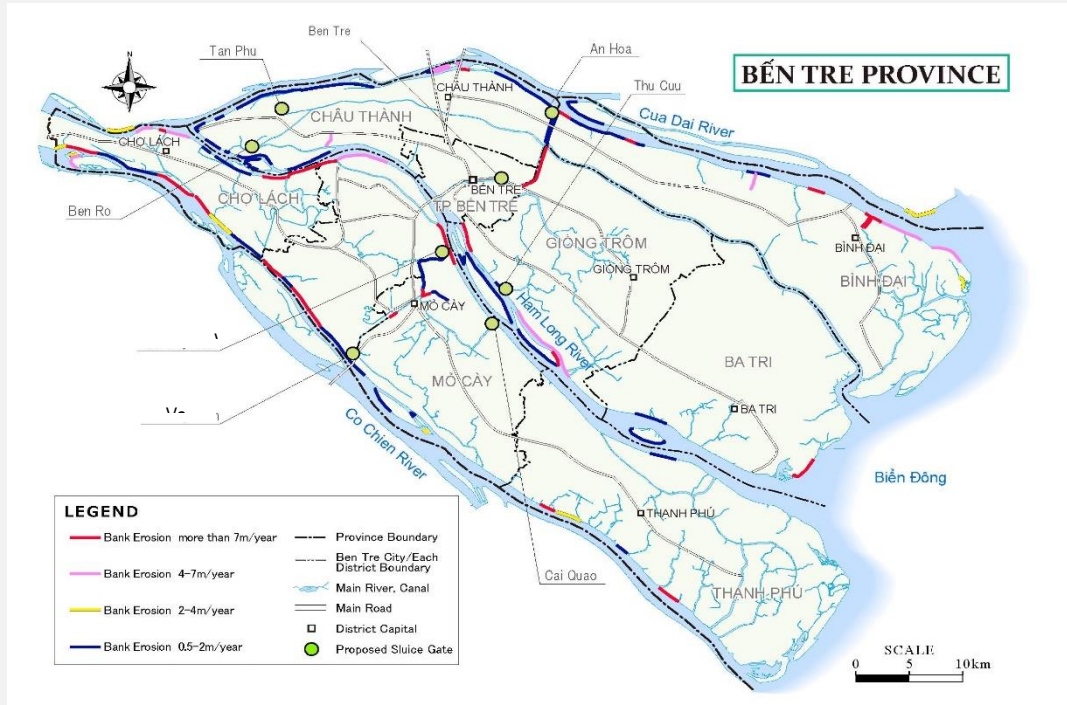 Ben Tre
Tan Phu
An Hoa
BẾN TRE PROVINCE
Thu Cuu
CHÂU THÀNH
CHÂU THÀNH
Cua Dai River
CHỢ LÁCH
CHỢ LÁCH
BẾN TRE
TP. BẾN TRE
Ben Ro
GIỒNG TRÔM
GIỒNG TRÔM
BÌNH ĐẠI
BÌNH ĐẠI
MỎ CÀY
Ham Long River
BA TRI
MỎ CÀY
BA TRI
Co Chien River
Biển Đông
LEGEND
Bank Erosion more than 7m/year
Bank Erosion 4-7m/year
Bank Erosion 2-4m/year
Bank Erosion 0.5-2m/year
Province Boundary
Ben Tre City/Each
District Boundary
Main River, Canal
Main Road
District Capital
Proposed Sluice Gate
THẠNH PHÚ
Cai Quao
THẠNH PHÚ
SCALE
0 5 10km
N